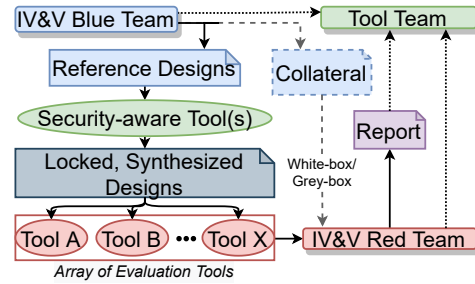 IV&V Blue Team
Tool Team
Reference Designs
Collateral
Security-aware Tool(s)
Report
Locked, Synthesized
Designs
White-box/
Grey-box
Tool A
Tool B
•••
Tool X
IV&V Red Team
Array of Evaluation Tools